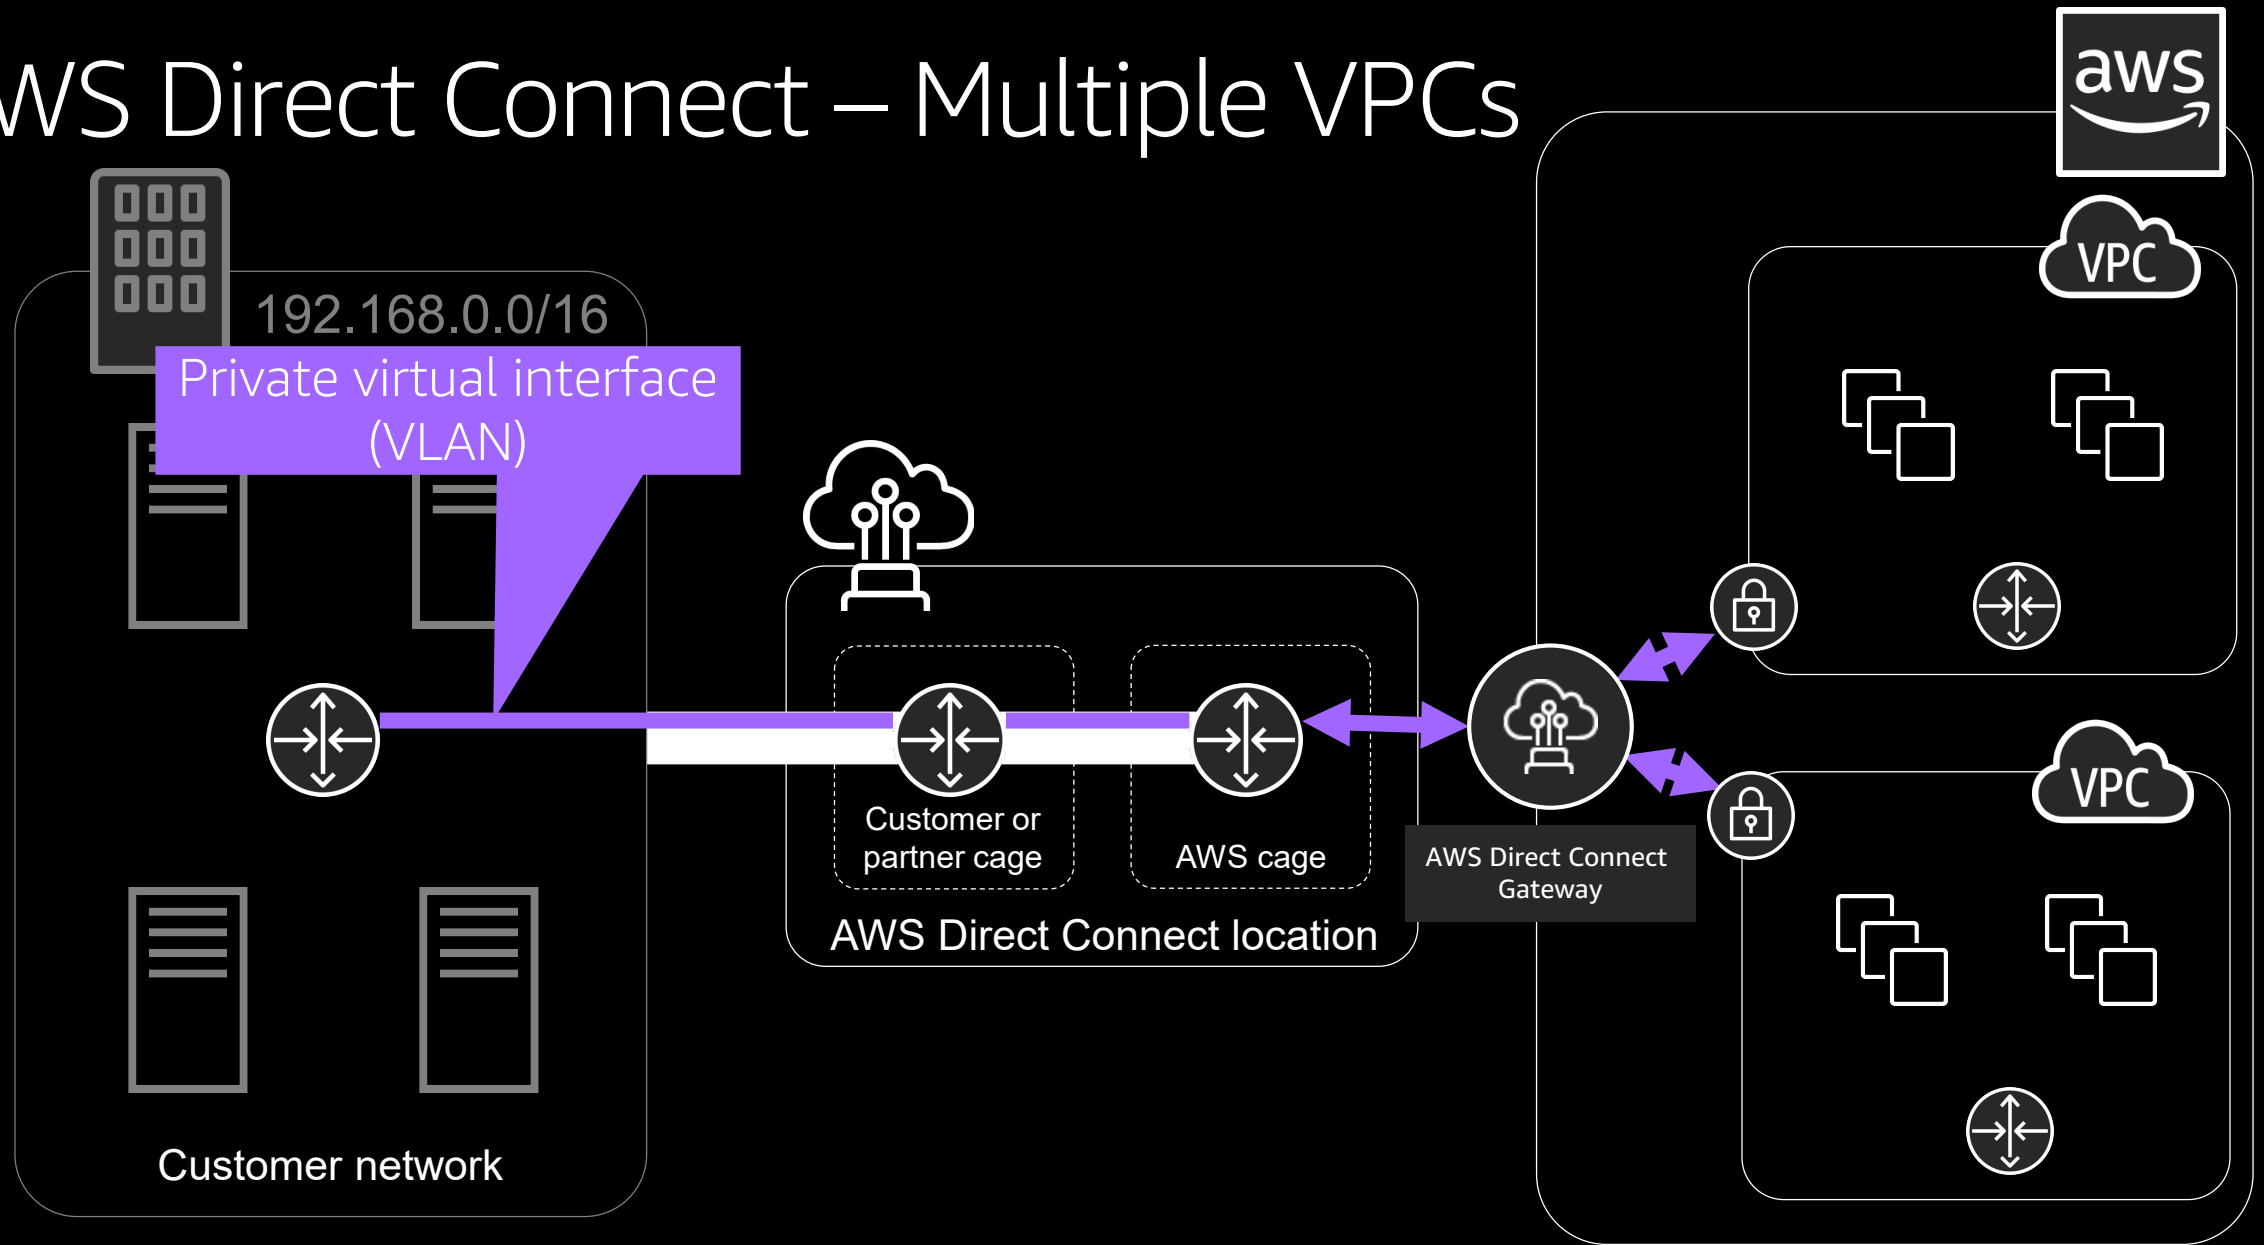 WS Direct Connect – Multiple VPCs
aws
VPC
192.168.0.0/16
Private virtual interface
(VLAN)
Customer or
partner cage
AWS cage
AWS Direct Connect location
AWS Direct Connect
Gateway
VPC
Customer network